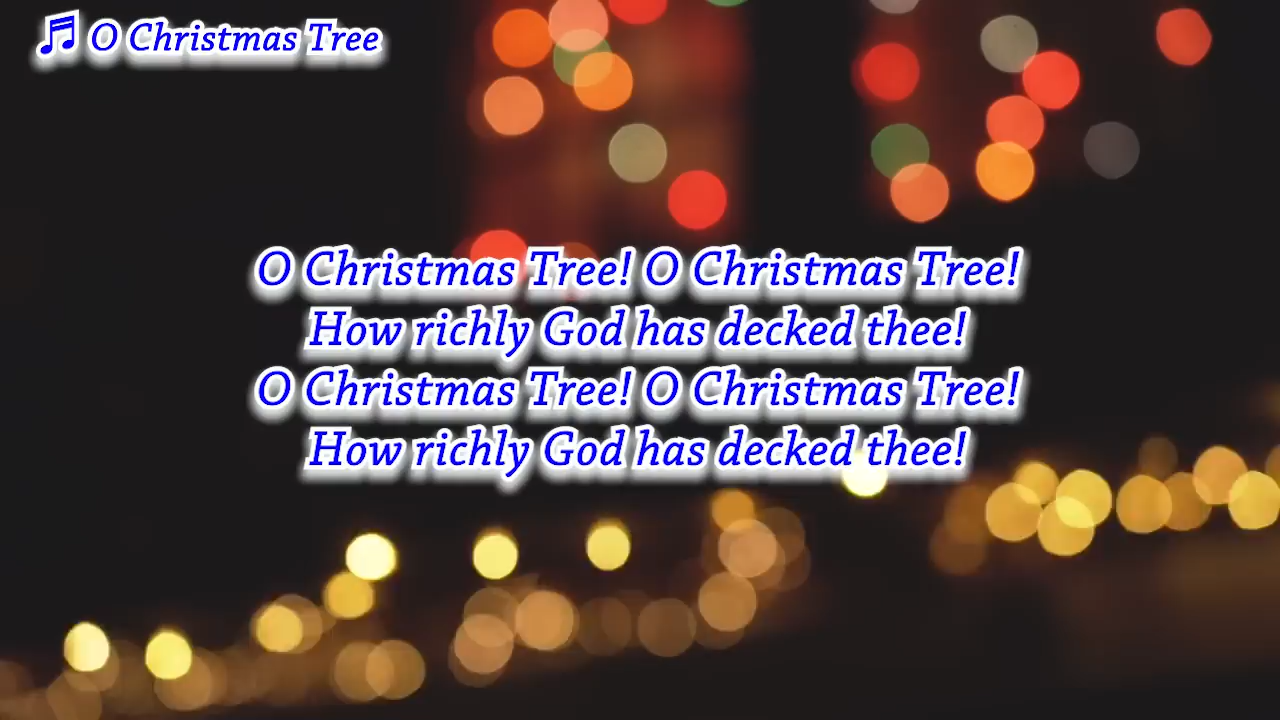 🎵 O Christmas Tree
O Christmas Tree! O Christmas Tree!
How richly God has decked thee!
O Christmas Tree! O Christmas Tree!
How richly God has decked thee!